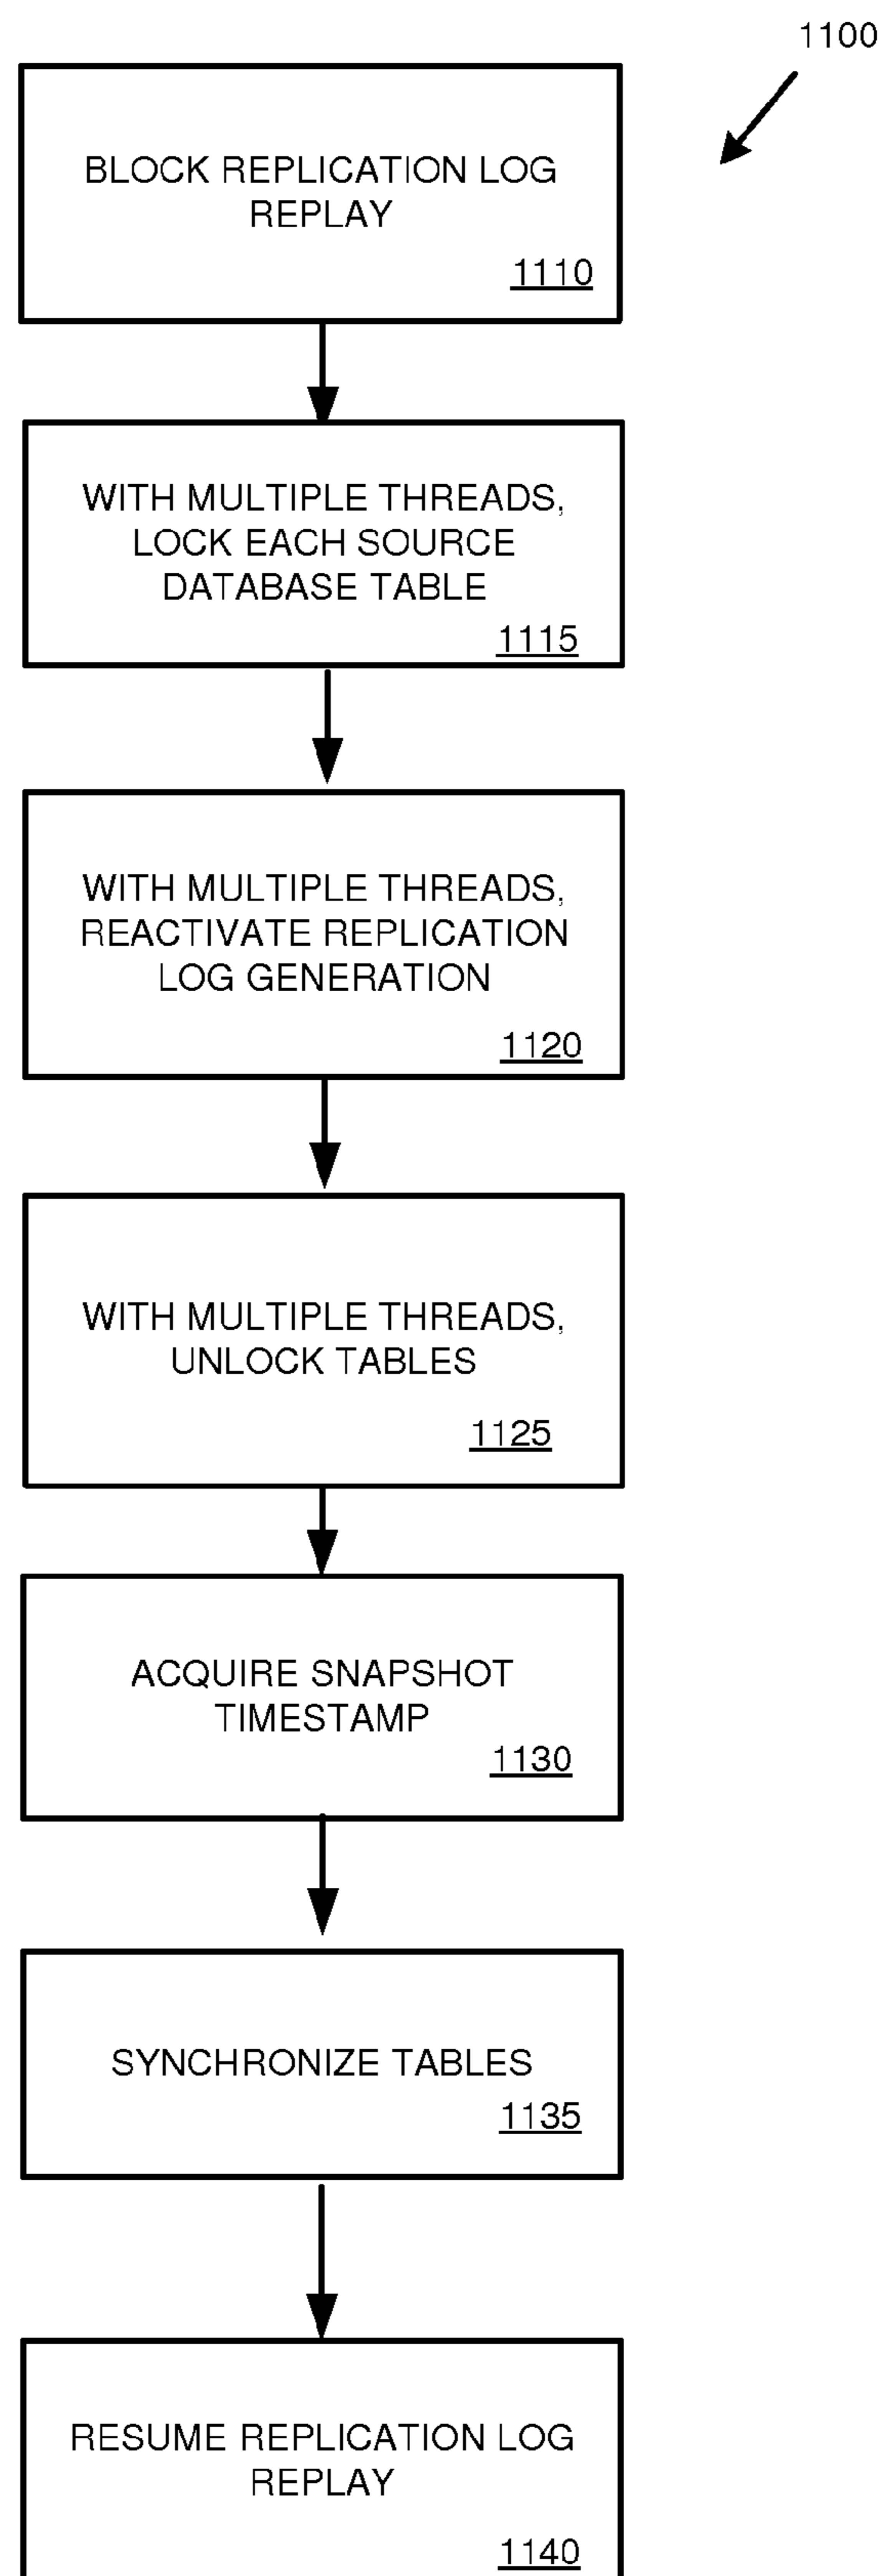 1100
BLOCK REPLICATION LOG
REPLAY
1110
WITH MULTIPLE THREADS,
LOCK EACH SOURCE
DATABASE TABLE
1115
WITH MULTIPLE THREADS,
REACTIVATE REPLICATION
LOG GENERATION
1120
WITH MULTIPLE THREADS,
UNLOCK TABLES
1125
ACQUIRE SNAPSHOT
TIMESTAMP
1130
SYNCHRONIZE TABLES
1135
RESUME REPLICATION LOG
REPLAY
1140